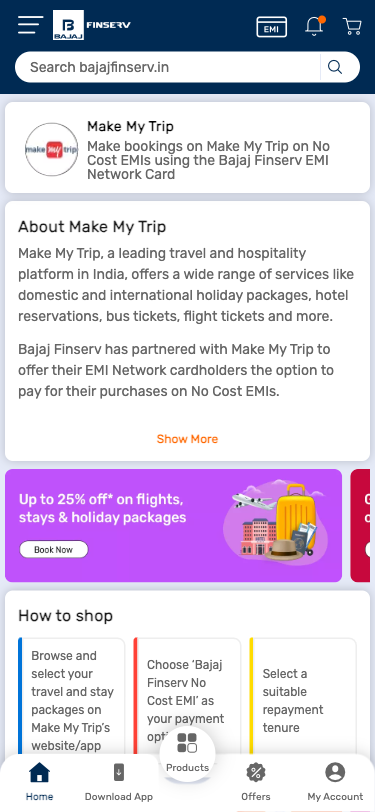 BAJAJ
FINSERV
EMI
Search bajajfinserv.in
make my trip
Make My Trip
Make bookings on Make My Trip on No
Cost EMIs using the Bajaj Finserv EMI
Network Card
About Make My Trip
Make My Trip, a leading travel and hospitality
platform in India, offers a wide range of services like
domestic and international holiday packages, hotel
reservations, bus tickets, flight tickets and more.
Bajaj Finserv has partnered with Make My Trip to
offer their EMI Network cardholders the option to
pay for their purchases on No Cost EMIs.
Show More
Up to 25% off* on flights,
stays & holiday packages
Book Now
How to shop
Browse and
select your
travel and stay
packages on
Make My Trip's
website/app
Choose ‘Bajaj
Finserv No
Cost EMI’ as
your payment
Select a
suitable
repayment
tenure
Home
Download App
Products
Offers
My Account